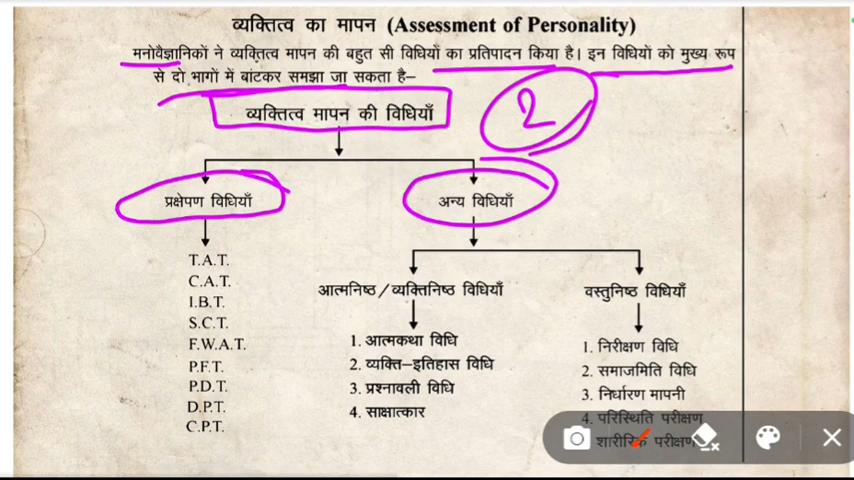 व्यक्तित्व का मापन (Assessment of Personality)
मनोवैज्ञानिकों ने व्यक्तित्व मापन की बहुत सी विधियों का प्रतिपादन किया है। इन विधियों को मुख्य रूप
से दो भागों में बांटकर समझा जा सकता है–
व्यक्तित्व मापन की विधियाँ
2
प्रक्षेपण विधियाँ
अन्य विधियाँ
T.A.T.
C.A.T.
I.B.T.
S.C.T.
F.W.A.T.
P.F.T.
P.D.T.
D.P.T.
C.P.T.
आत्मनिष्ठ/व्यक्तिनिष्ठ विधियाँ
1. आत्मकथा विधि
2. व्यक्ति–इतिहास विधि
3. प्रश्नावली विधि
4. साक्षात्कार
वस्तुनिष्ठ विधियाँ
1. निरीक्षण विधि
2. समाजमिति विधि
3. निर्धारण मापनी
4. परिस्थिति परीक्षण
शारीरिक परीक्षण